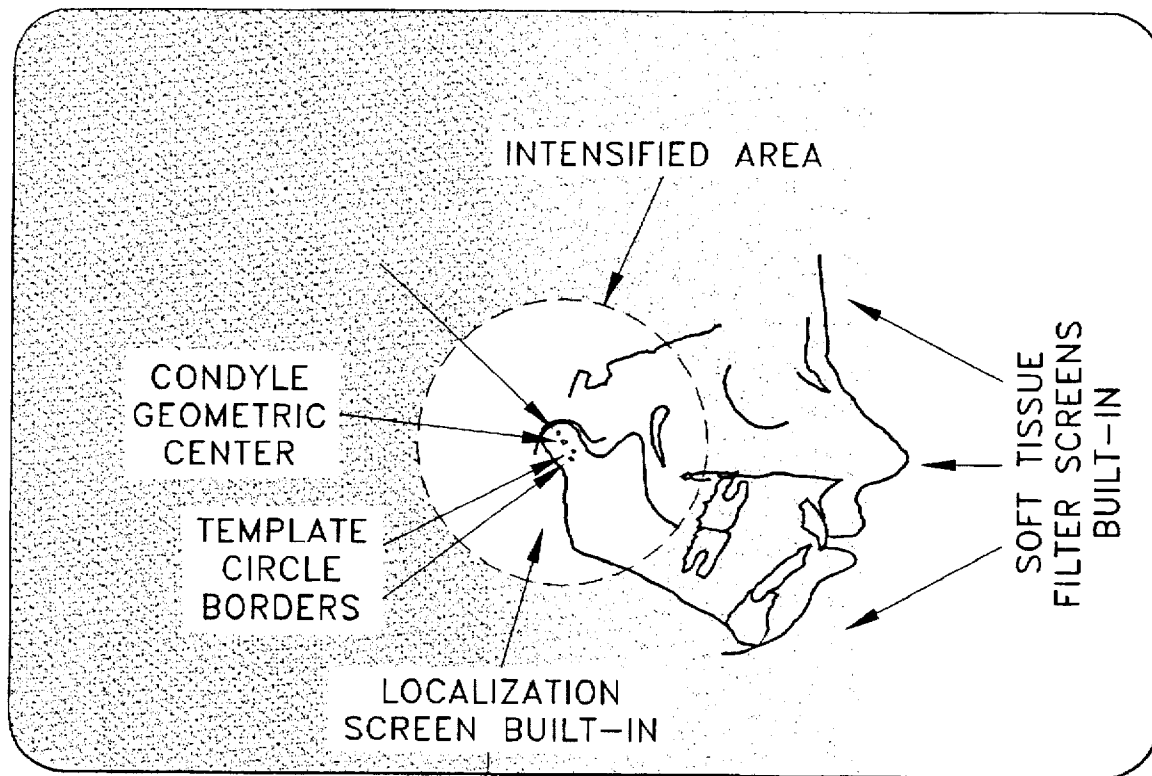 INTENSIFIED AREA
CONDYLE
GEOMETRIC
CENTER
TEMPLATE
CIRCLE
BORDERS
LOCALIZATION
SCREEN BUILT-IN
SOFT TISSUE
FILTER SCREENS
BUILT-IN